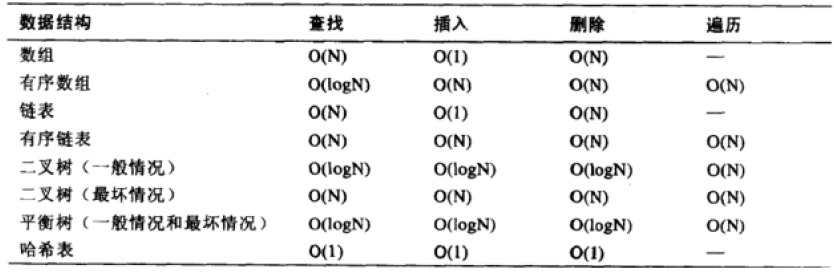 数据结构 查找 插入 删除 遍历
数组 O(N) O(1) O(N) —
有序数组 O(logN) O(N) O(N) O(N)
链表 O(N) O(1) O(N) —
有序链表 O(N) O(N) O(N) O(N)
二叉树（一般情况） O(logN) O(logN) O(logN) O(N)
二叉树（最坏情况） O(N) O(N) O(N) O(N)
平衡树（一般情况和最坏情况） O(logN) O(logN) O(logN) O(N)
哈希表 O(1) O(1) O(1) —